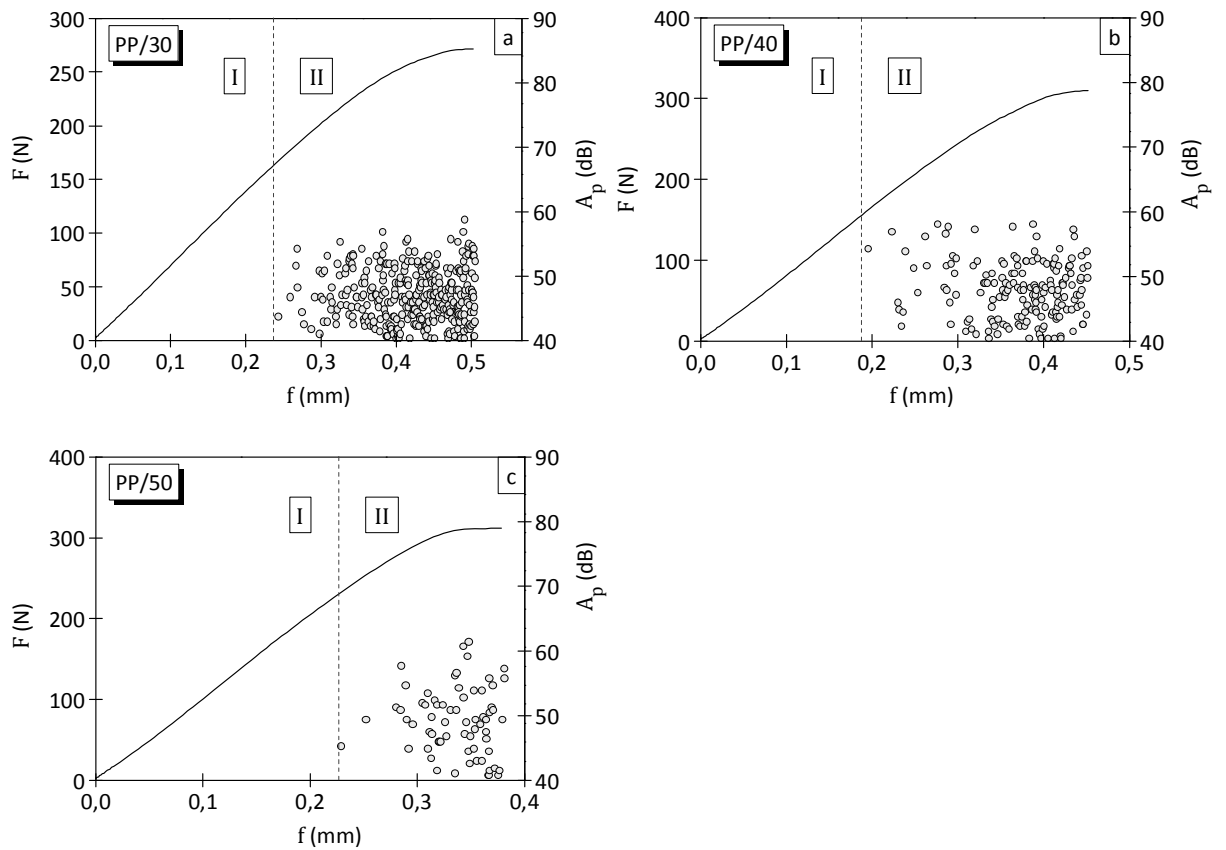 PP/30
a
I
II
F (N)
300
250
200
150
100
50
0
90
80
70
60
50
40
A_p (dB)
0,0 0,1 0,2 0,3 0,4 0,5
f (mm)
PP/40
b
I
II
F (N)
400
300
200
100
0
90
80
70
60
50
40
A_p (dB)
0,0 0,1 0,2 0,3 0,4 0,5
f (mm)
PP/50
c
I
II
F (N)
400
300
200
100
0
90
80
70
60
50
40
A_p (dB)
0,0 0,1 0,2 0,3 0,4
f (mm)